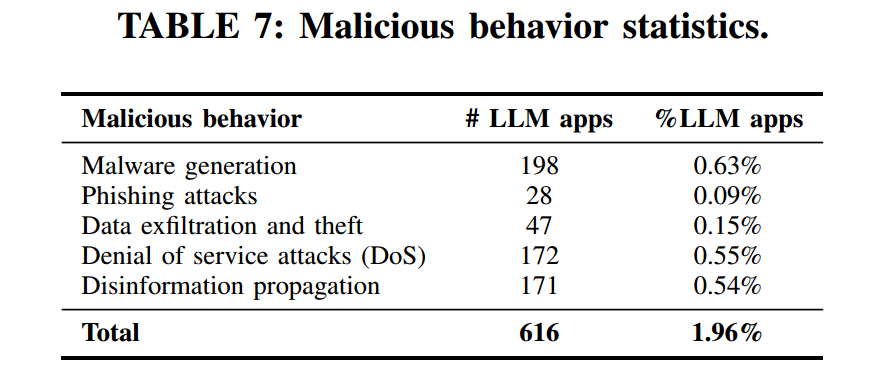 TABLE 7: Malicious behavior statistics.
Malicious behavior # LLM apps %LLM apps
Malware generation 198 0.63%
Phishing attacks 28 0.09%
Data exfiltration and theft 47 0.15%
Denial of service attacks (DoS) 172 0.55%
Disinformation propagation 171 0.54%
Total 616 1.96%